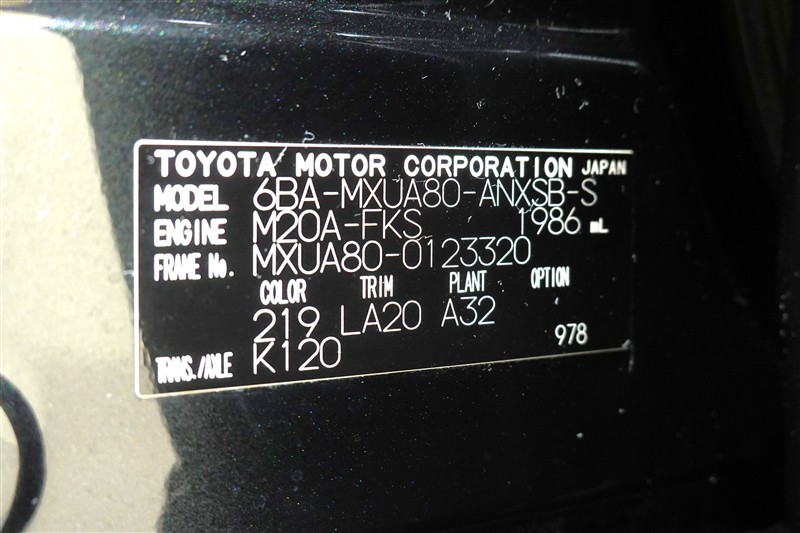 TOYOTA MOTOR CORPORATION JAPAN
MODEL 6BA-MXUA80-ANXSB-S
ENGINE M20A-FKS 1986 mL
FRAME No. MXUA80-0123320
COLOR TRIM PLANT OPTION
219 LA20 A32
978
TRANS./AXLE K120